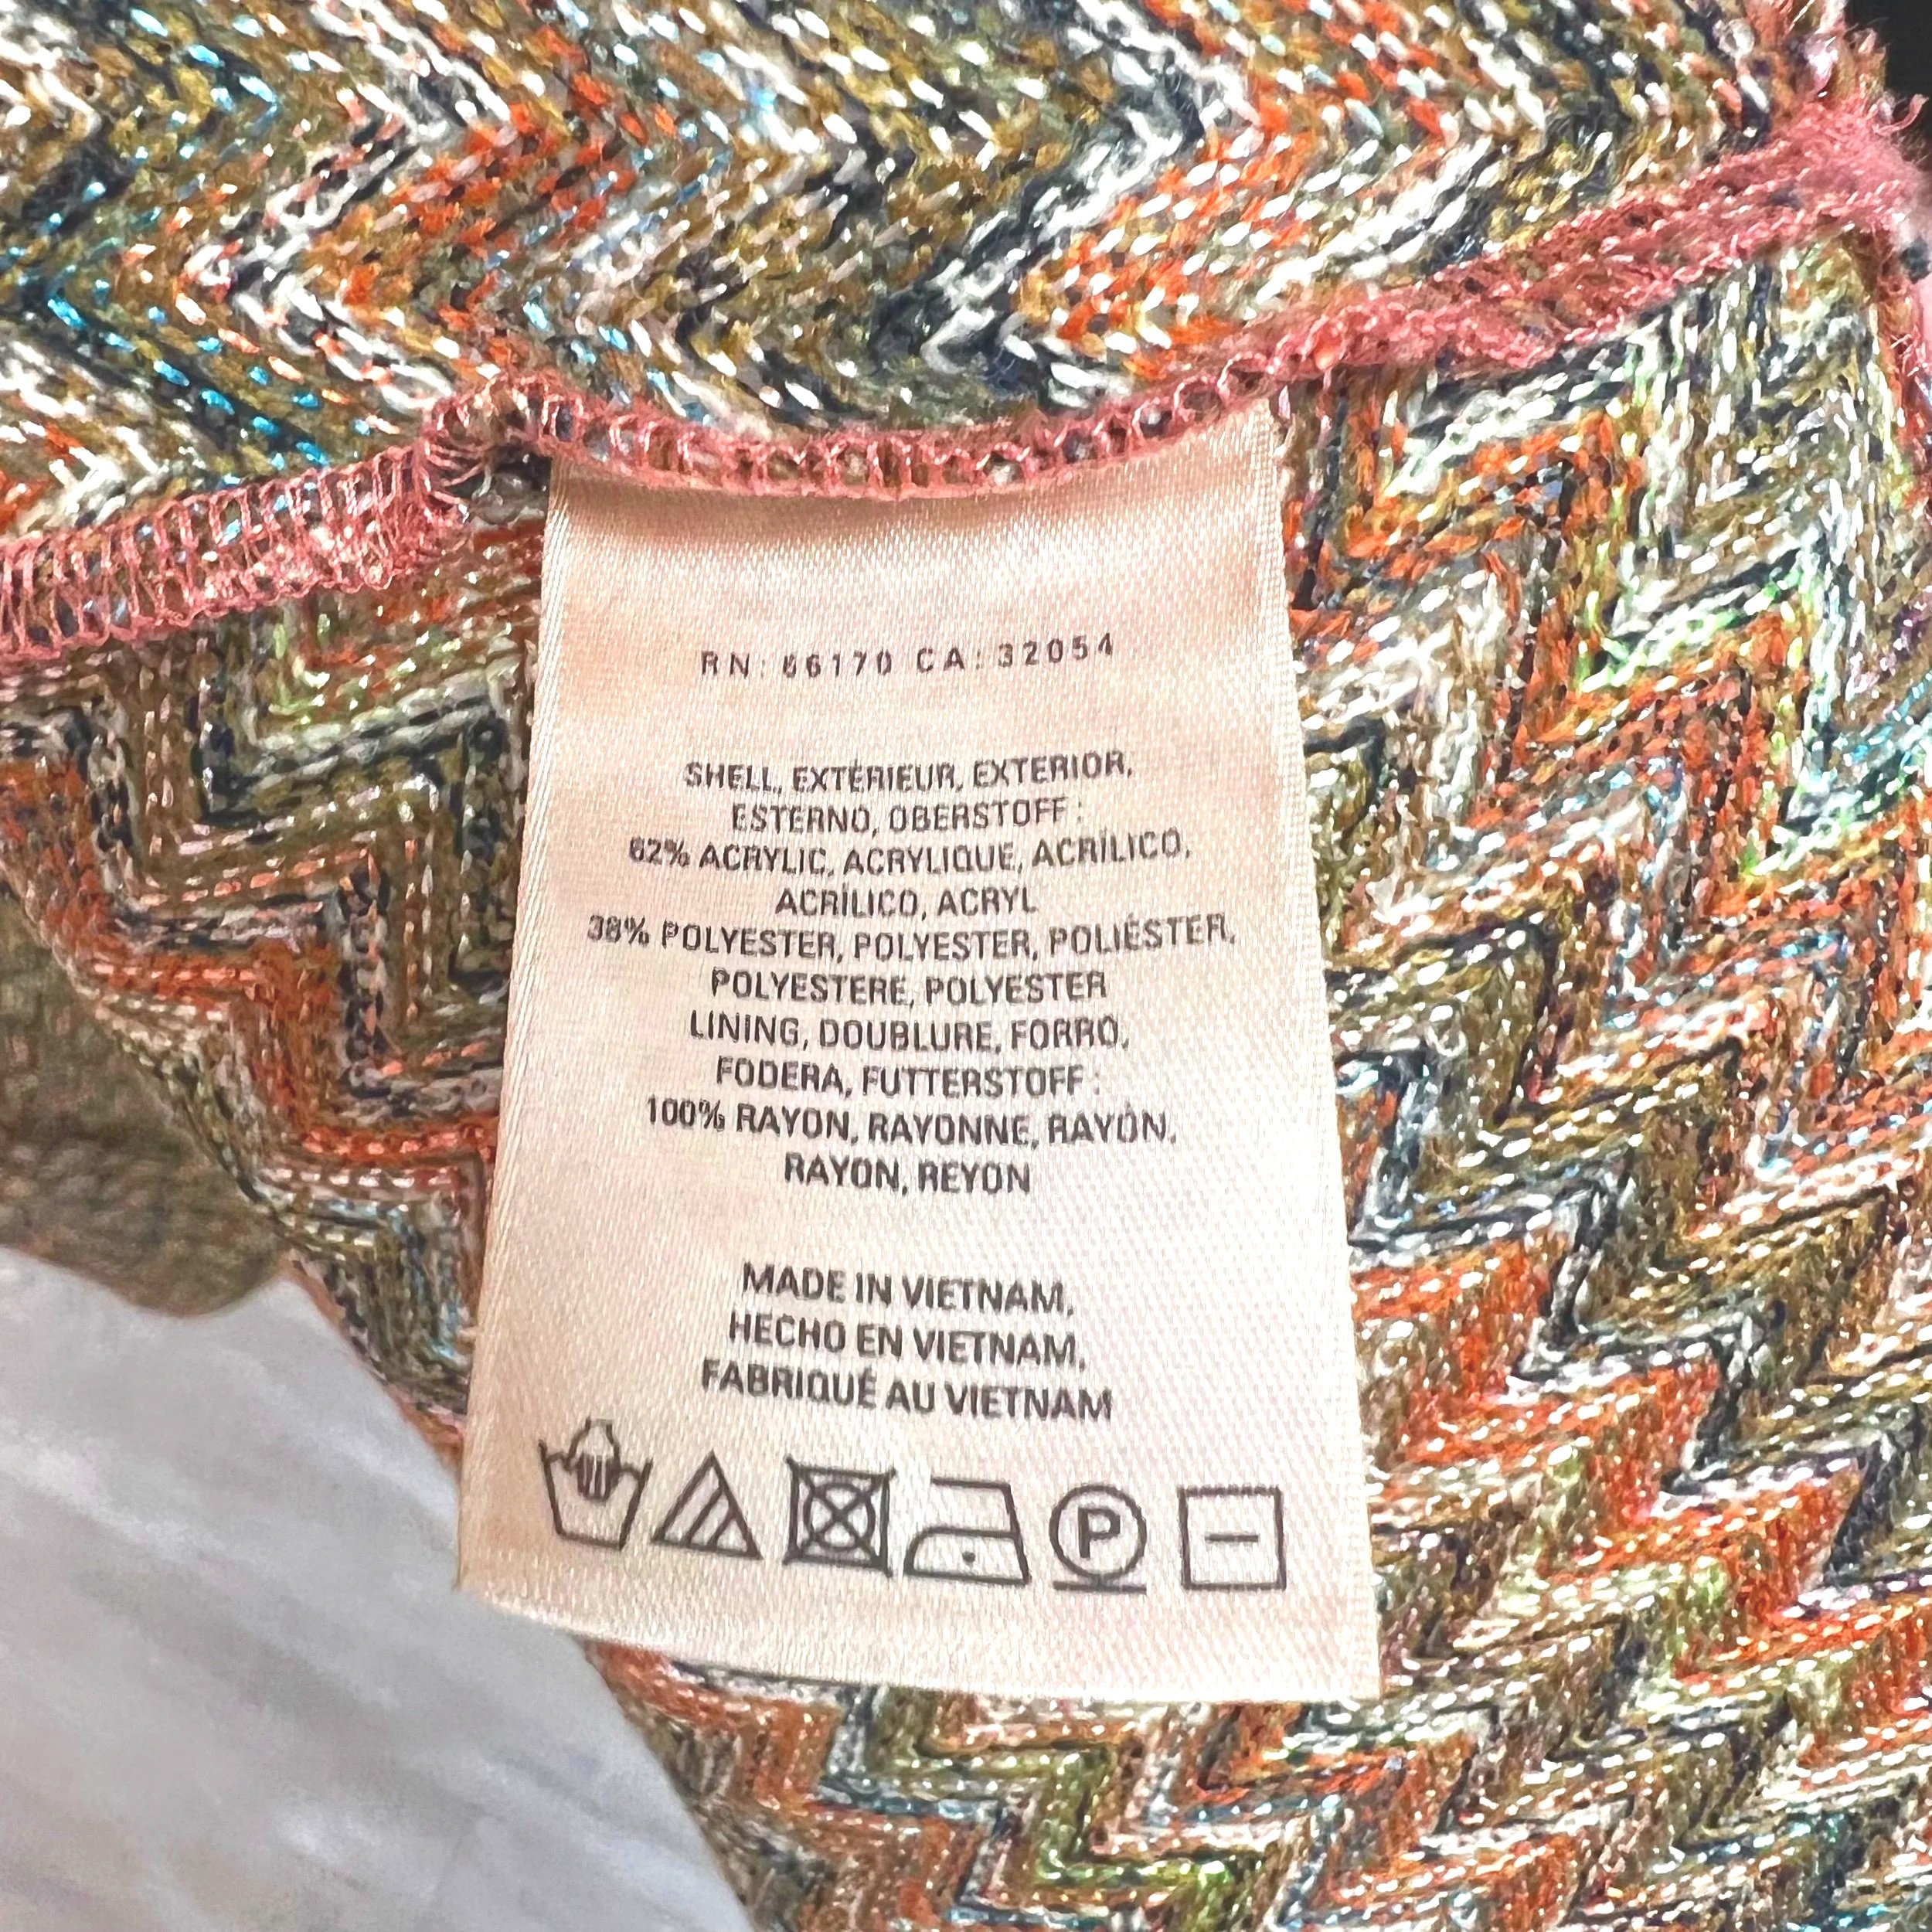 RN: 66170 CA: 32054
SHELL, EXTÉRIEUR, EXTERIOR,
ESTERNO, OBERSTOFF :
62% ACRYLIC, ACRYLIQUE, ACRÍLICO,
ACRÍLICO, ACRYL
38% POLYESTER, POLYESTER, POLIÉSTER,
POLYESTERE, POLYESTER
LINING, DOUBLURE, FORRO,
FODERA, FUTTERSTOFF :
100% RAYON, RAYONNE, RAYÓN,
RAYON, REYON
MADE IN VIETNAM,
HECHO EN VIETNAM,
FABRIQUÉ AU VIETNAM
P